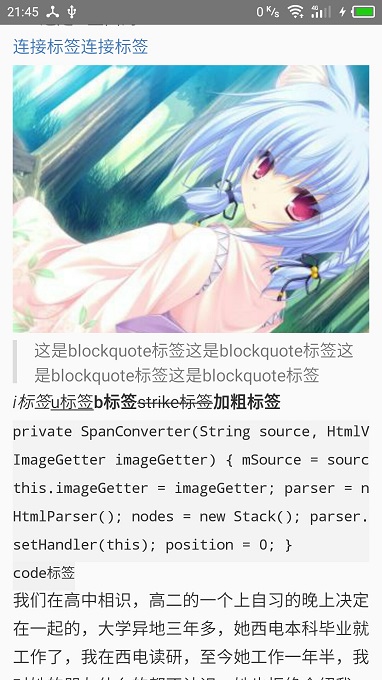 21:45 0 K/s 4G
连接标签连接标签
这是blockquote标签这是blockquote标签这
是blockquote标签这是blockquote标签
i标签u标签b标签strike标签加粗标签
private SpanConverter(String source, HtmlV
ImageGetter imageGetter) { mSource = sourc
this.imageGetter = imageGetter; parser = n
HtmlParser(); nodes = new Stack(); parser.
setHandler(this); position = 0; }
code标签
我们在高中相识，高二的一个上自习的晚上决定
在一起的，大学异地三年多，她西电本科毕业就
工作了，我在西电读研，至今她工作一年半，我